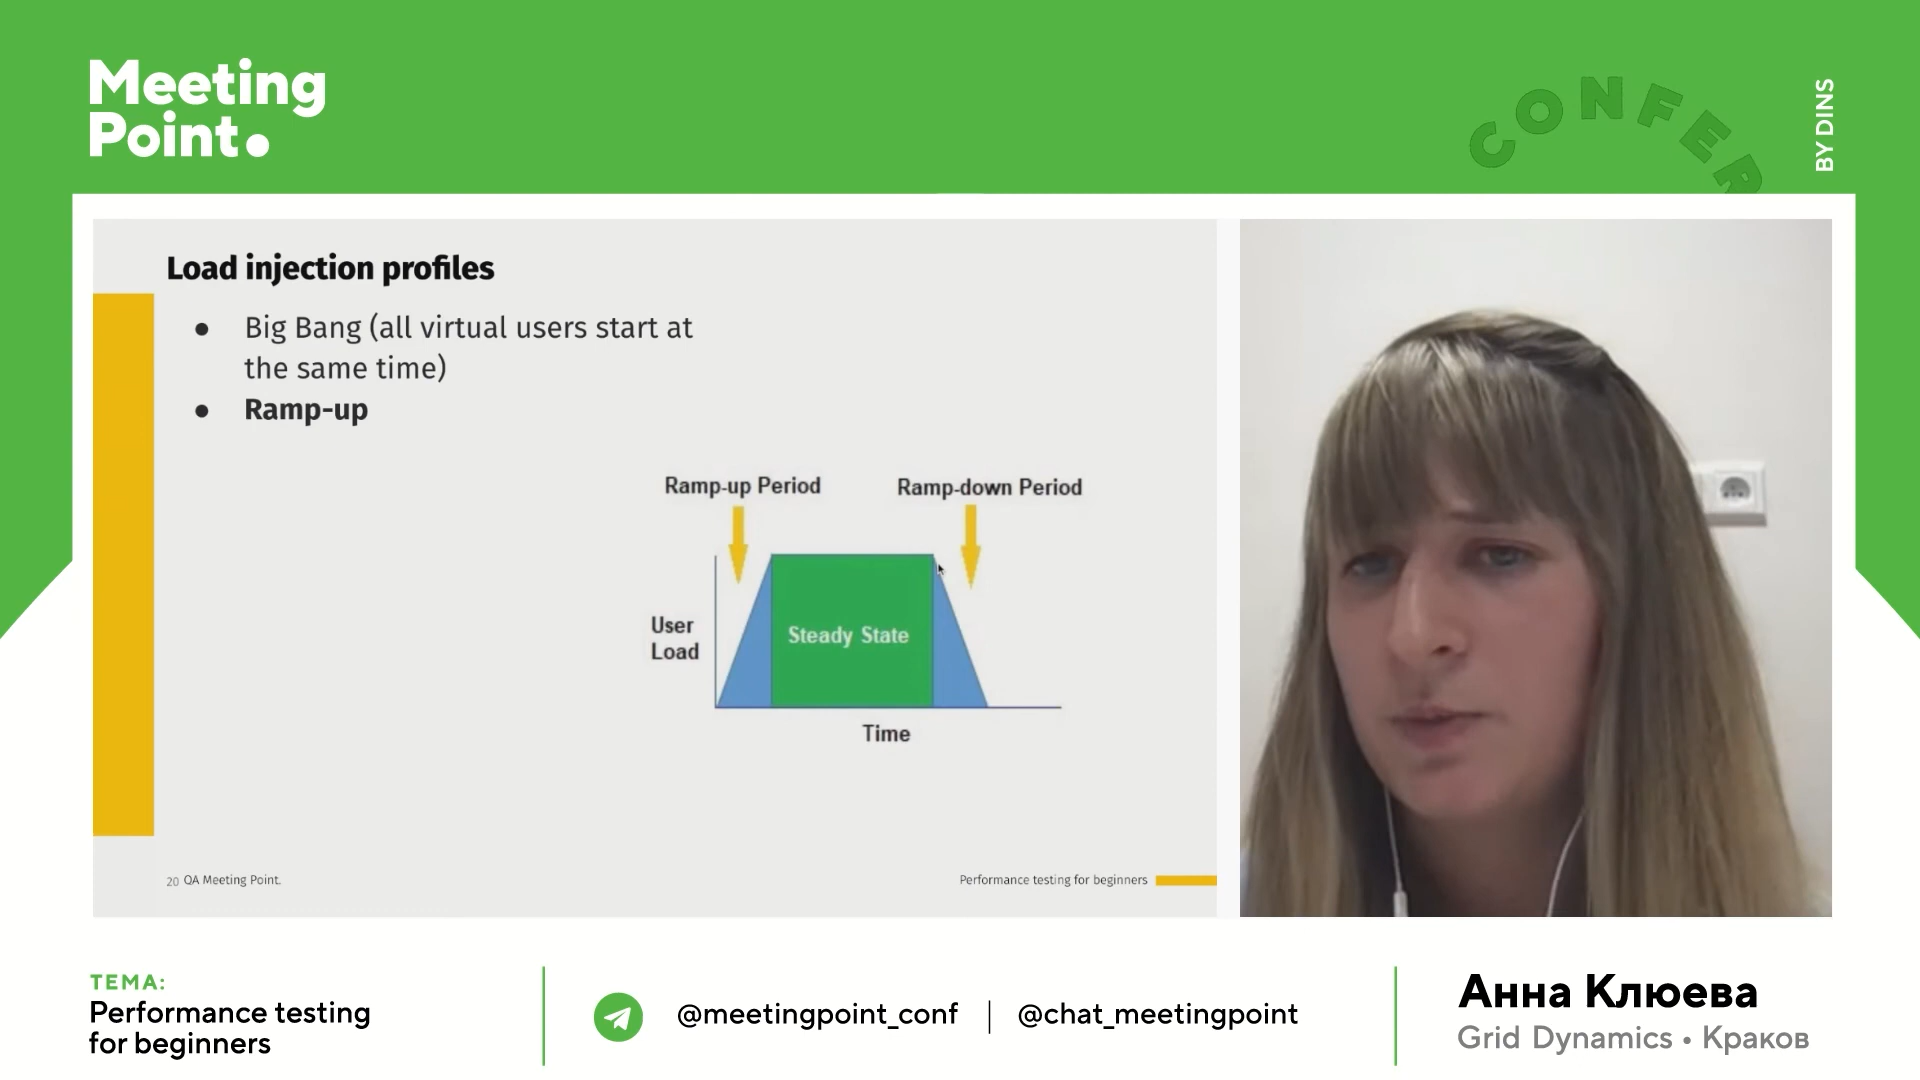 Meeting
Point.
CONFER
BY DINS
Load injection profiles
● Big Bang (all virtual users start at
the same time)
● Ramp-up
Ramp-up Period
Ramp-down Period
User
Load
Steady State
Time
20 QA Meeting Point.
Performance testing for beginners
ТЕМА:
Performance testing
for beginners
@meetingpoint_conf | @chat_meetingpoint
Анна Клюева
Grid Dynamics • Краков